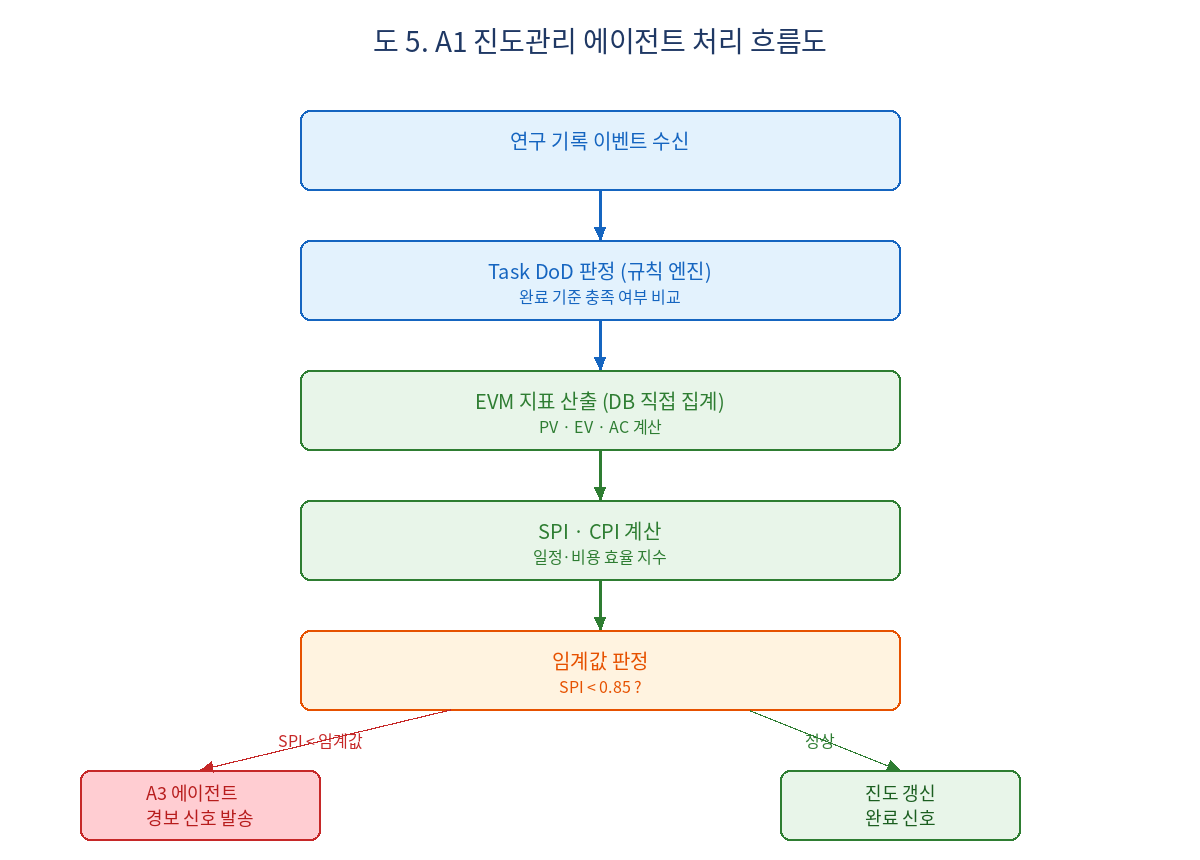 도 5. A1 진도관리 에이전트 처리 흐름도
연구 기록 이벤트 수신
Task DoD 판정 (규칙 엔진)
완료 기준 충족 여부 비교
EVM 지표 산출 (DB 직접 집계)
PV · EV · AC 계산
SPI · CPI 계산
일정·비용 효율 지수
임계값 판정
SPI < 0.85 ?
SPI < 임계값
정상
A3 에이전트
경보 신호 발송
진도 갱신
완료 신호